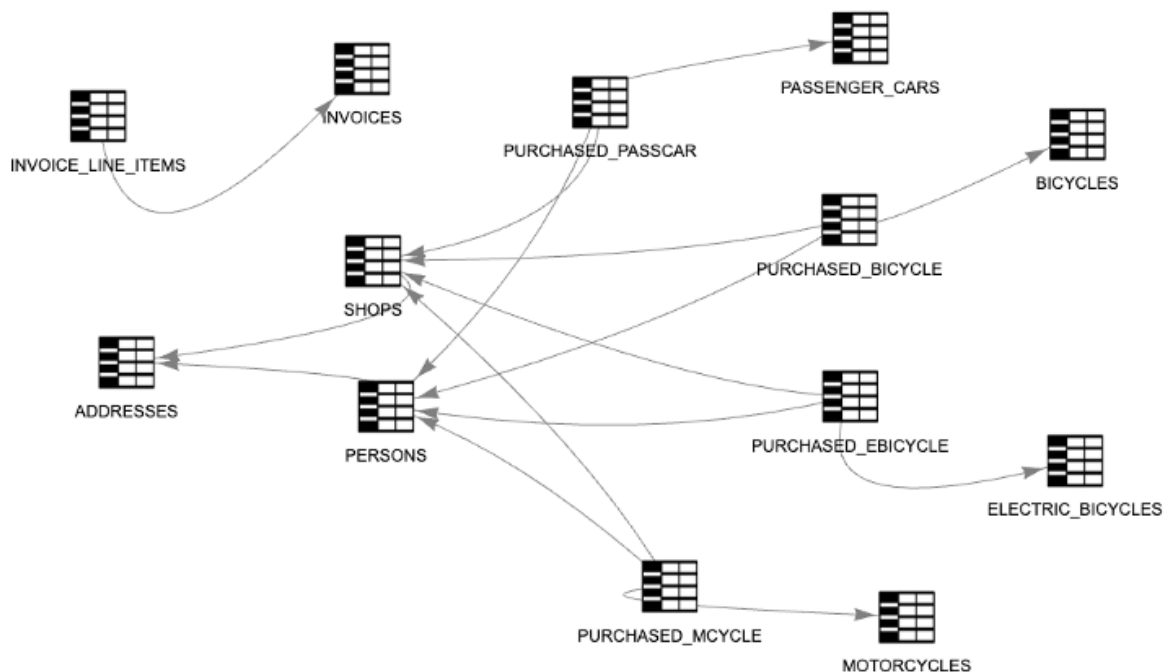 PASSENGER_CARS
INVOICES
PURCHASED_PASSCAR
INVOICE_LINE_ITEMS
BICYCLES
PURCHASED_BICYCLE
SHOPS
ADDRESSES
PERSONS
PURCHASED_EBICYCLE
ELECTRIC_BICYCLES
PURCHASED_MCYCLE
MOTORCYCLES